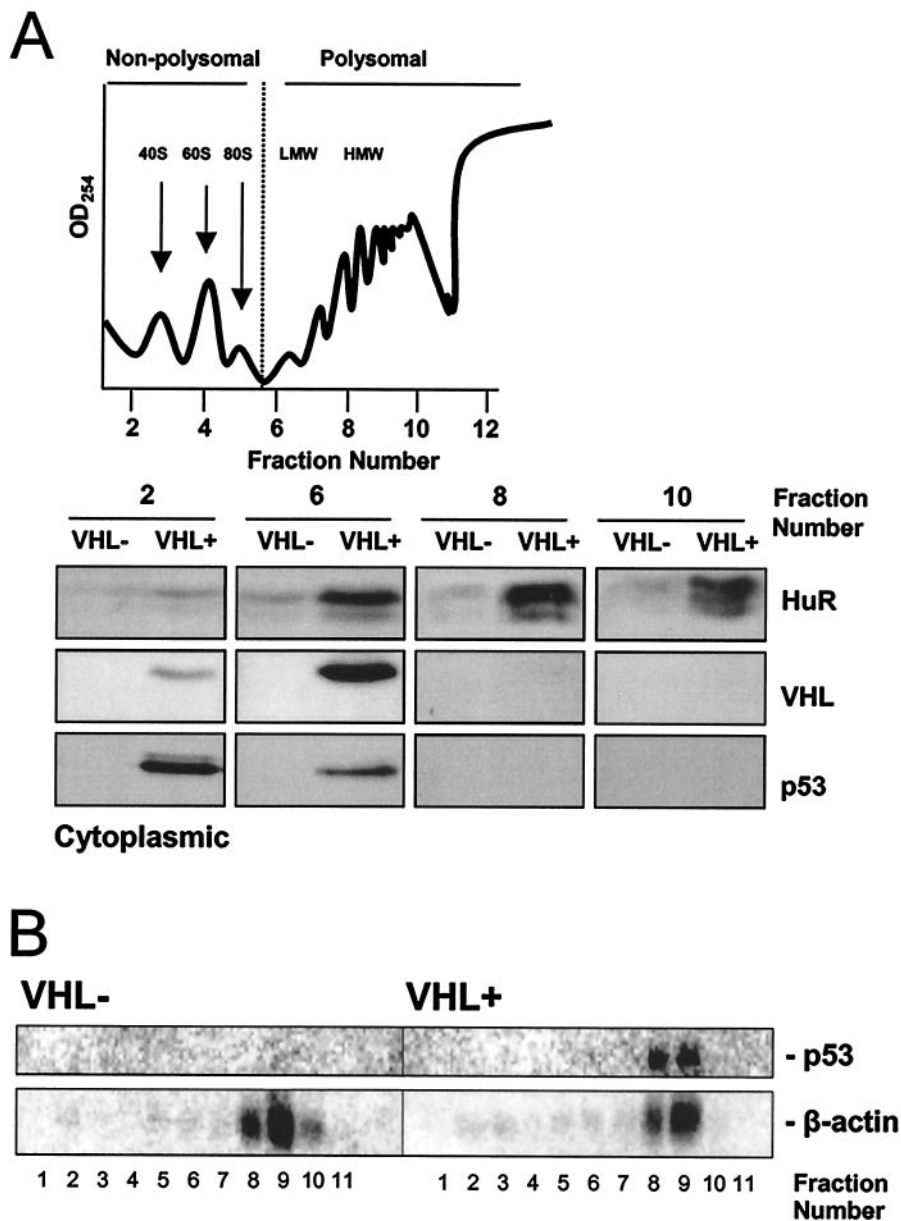 A
Non-polysomal Polysomal
40S 60S 80S LMW HMW
OD254
2 4 6 8 10 12
Fraction Number
2 6 8 10 Fraction
Number
VHL- VHL+ VHL- VHL+ VHL- VHL+ VHL- VHL+
HuR
VHL
p53
Cytoplasmic
B
VHL- VHL+
- p53
- β-actin
1 2 3 4 5 6 7 8 9 10 11 1 2 3 4 5 6 7 8 9 10 11 Fraction
Number